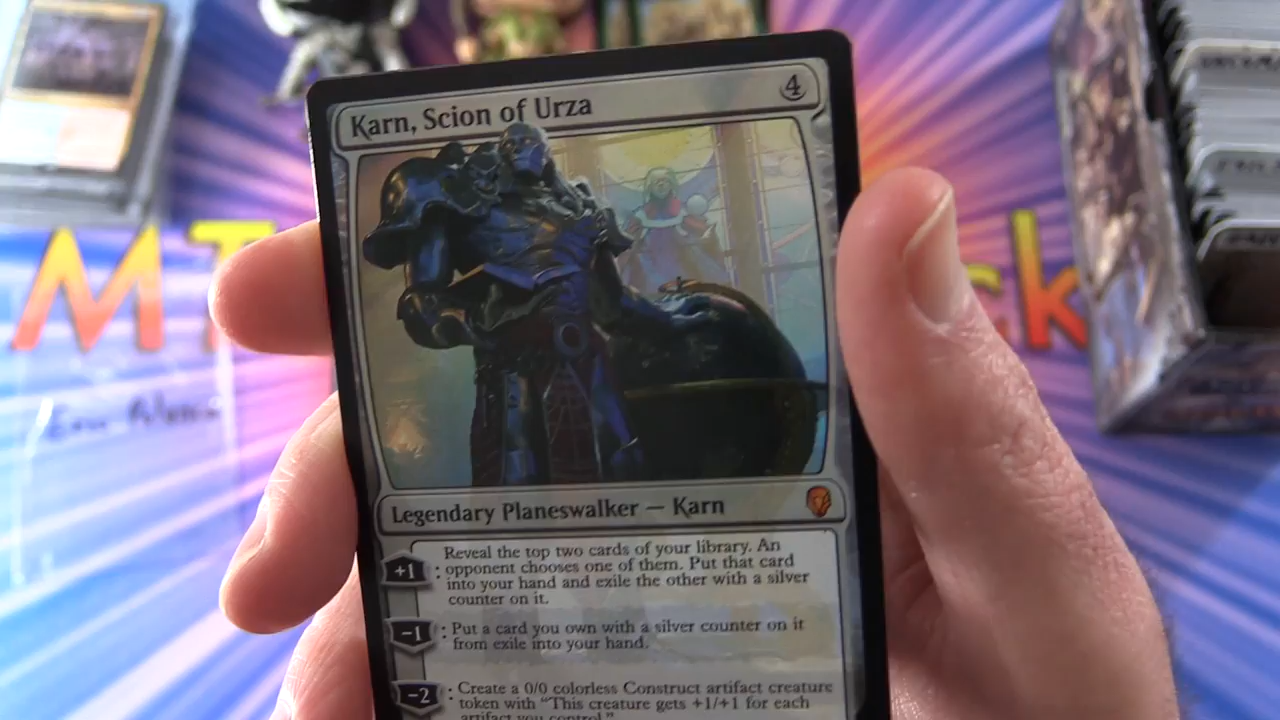 Karn, Scion of Urza 4
Legendary Planeswalker — Karn
+1 : Reveal the top two cards of your library. An
opponent chooses one of them. Put that card
into your hand and exile the other with a silver
counter on it.
−1 : Put a card you own with a silver counter on it
from exile into your hand.
−2 : Create a 0/0 colorless Construct artifact creature
token with “This creature gets +1/+1 for each
artifact you control.”